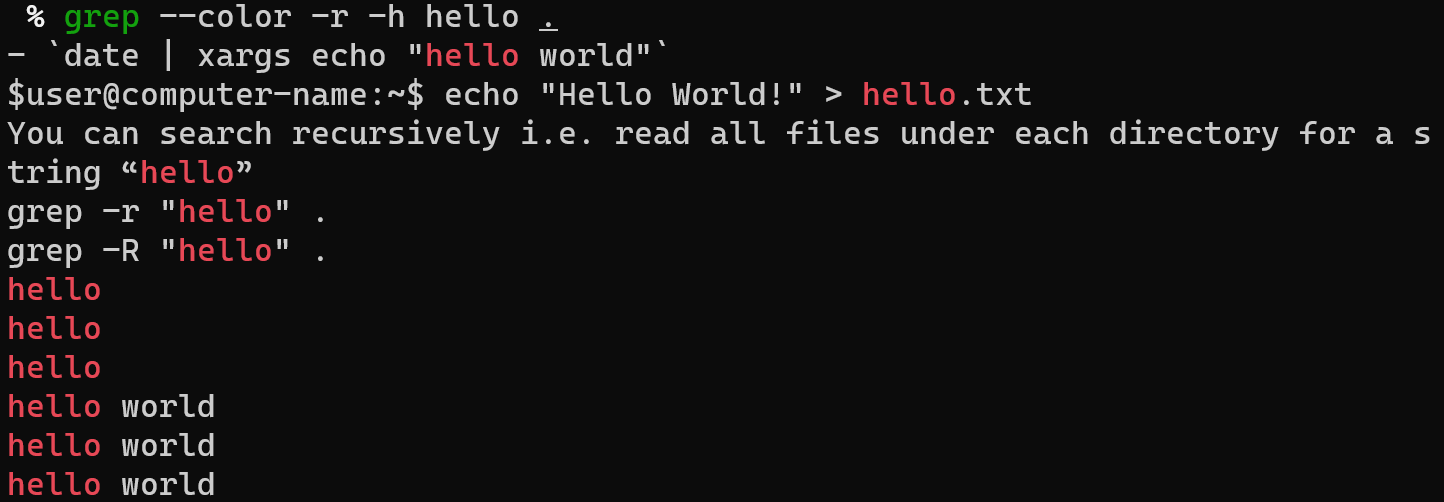 % grep --color -r -h hello .
- `date | xargs echo "hello world"`
$user@computer-name:~$ echo "Hello World!" > hello.txt
You can search recursively i.e. read all files under each directory for a s
tring “hello”
grep -r "hello" .
grep -R "hello" .
hello
hello
hello
hello world
hello world
hello world